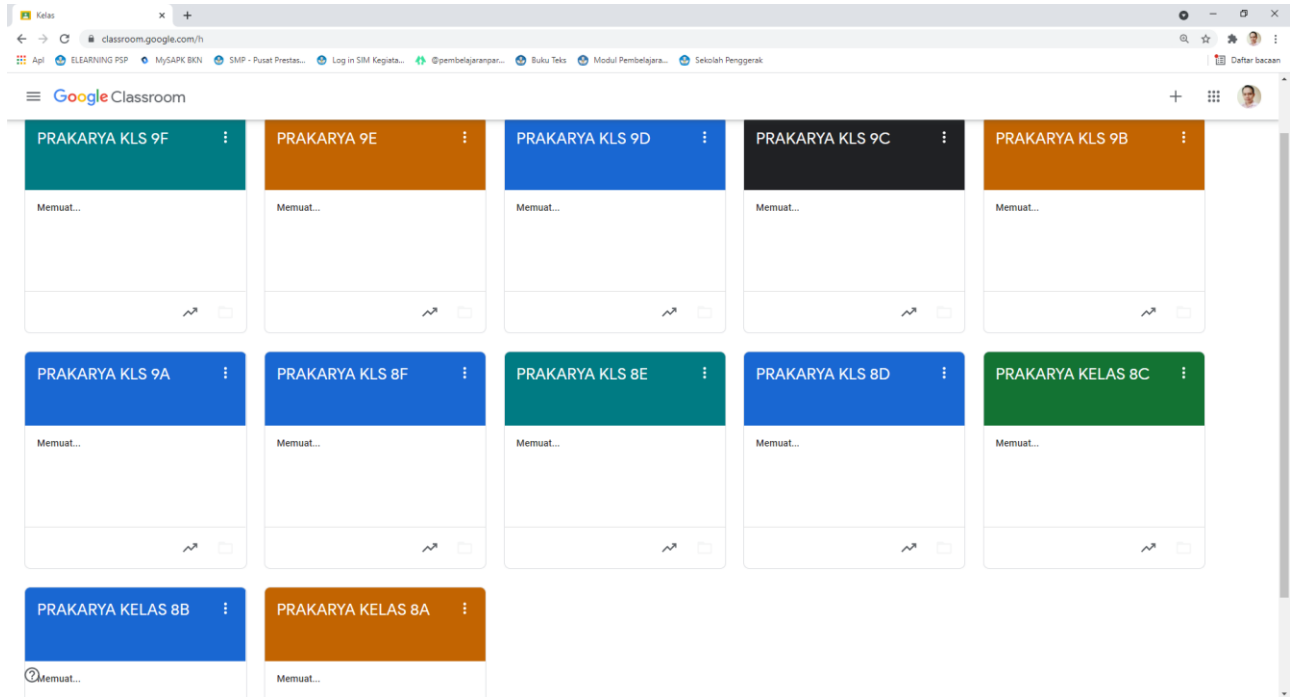 Kelas
classroom.google.com/h
Apl ELEARNING PSP MySAPK BKN SMP - Pusat Prestas... Log in SIM Kegiata... @pembelajaranpar... Buku Teks Modul Pembelajara... Sekolah Penggerak Daftar bacaan
Google Classroom
PRAKARYA KLS 9F PRAKARYA 9E PRAKARYA KLS 9D PRAKARYA KLS 9C PRAKARYA KLS 9B
Memuat... Memuat... Memuat... Memuat... Memuat...
PRAKARYA KLS 9A PRAKARYA KLS 8F PRAKARYA KLS 8E PRAKARYA KLS 8D PRAKARYA KELAS 8C
Memuat... Memuat... Memuat... Memuat... Memuat...
PRAKARYA KELAS 8B PRAKARYA KELAS 8A
Memuat... Memuat...